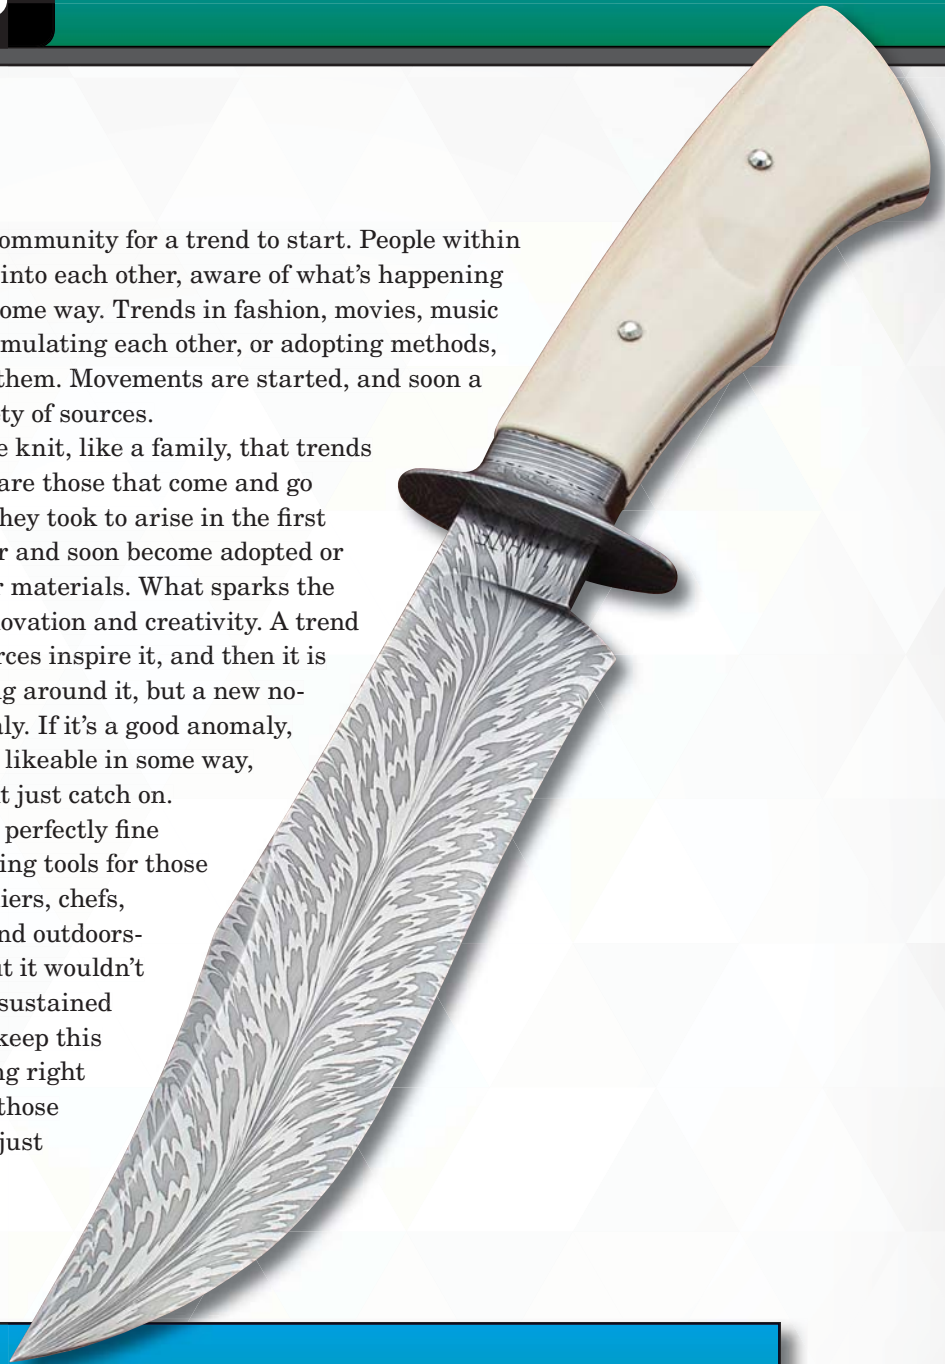 ommunity for a trend to start. People within
into each other, aware of what's happening
ome way. Trends in fashion, movies, music
mulating each other, or adopting methods,
them. Movements are started, and soon a
ty of sources.
e knit, like a family, that trends
are those that come and go
hey took to arise in the first
r and soon become adopted or
r materials. What sparks the
ovation and creativity. A trend
rces inspire it, and then it is
g around it, but a new no-
ly. If it's a good anomaly,
likeable in some way,
t just catch on.
perfectly fine
ing tools for those
iers, chefs,
nd outdoors-
ut it wouldn't
sustained
keep this
ng right
those
just